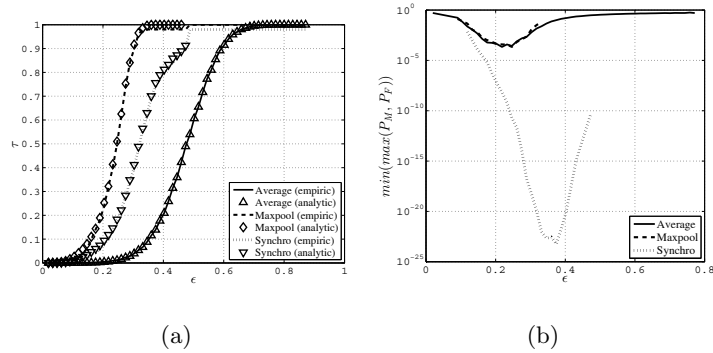 1
0.9
0.8
0.7
0.6
0.5
0.4
0.3
0.2
0.1
0
τ
0 0.2 0.4 0.6 0.8 1
ϵ
Average (empiric)
Average (analytic)
Maxpool (empiric)
Maxpool (analytic)
Synchro (empiric)
Synchro (analytic)
(a)
10^0
10^-5
10^-10
10^-15
10^-20
10^-25
min(max(P_M, P_F))
0 0.2 0.4 0.6 0.8
ϵ
Average
Maxpool
Synchro
(b)